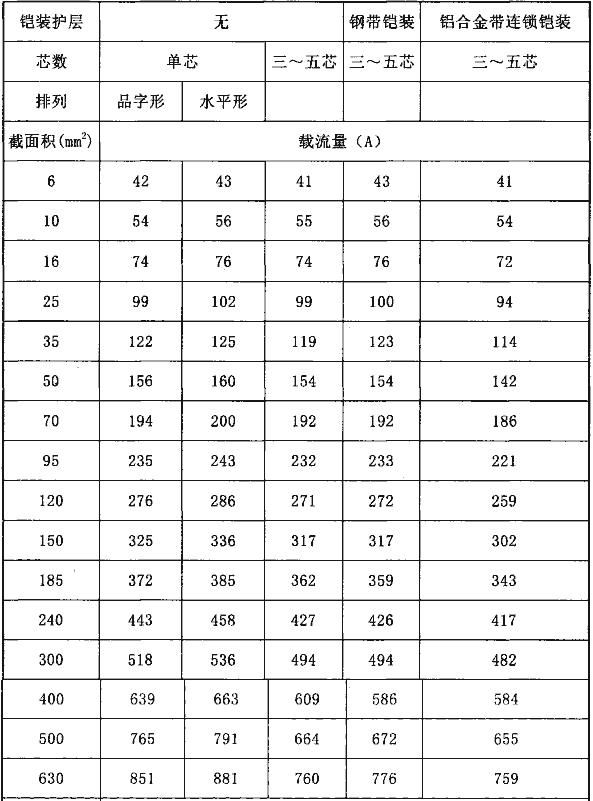 铠装护层 无 钢带铠装 铝合金带连锁铠装
芯数 单芯 三～五芯 三～五芯 三～五芯
排列 品字形 水平形
截面积(mm²) 载流量（A）
6 42 43 41 43 41
10 54 56 55 56 54
16 74 76 74 76 72
25 99 102 99 100 94
35 122 125 119 123 114
50 156 160 154 154 142
70 194 200 192 192 186
95 235 243 232 233 221
120 276 286 271 272 259
150 325 336 317 317 302
185 372 385 362 359 343
240 443 458 427 426 417
300 518 536 494 494 482
400 639 663 609 586 584
500 765 791 664 672 655
630 851 881 760 776 759